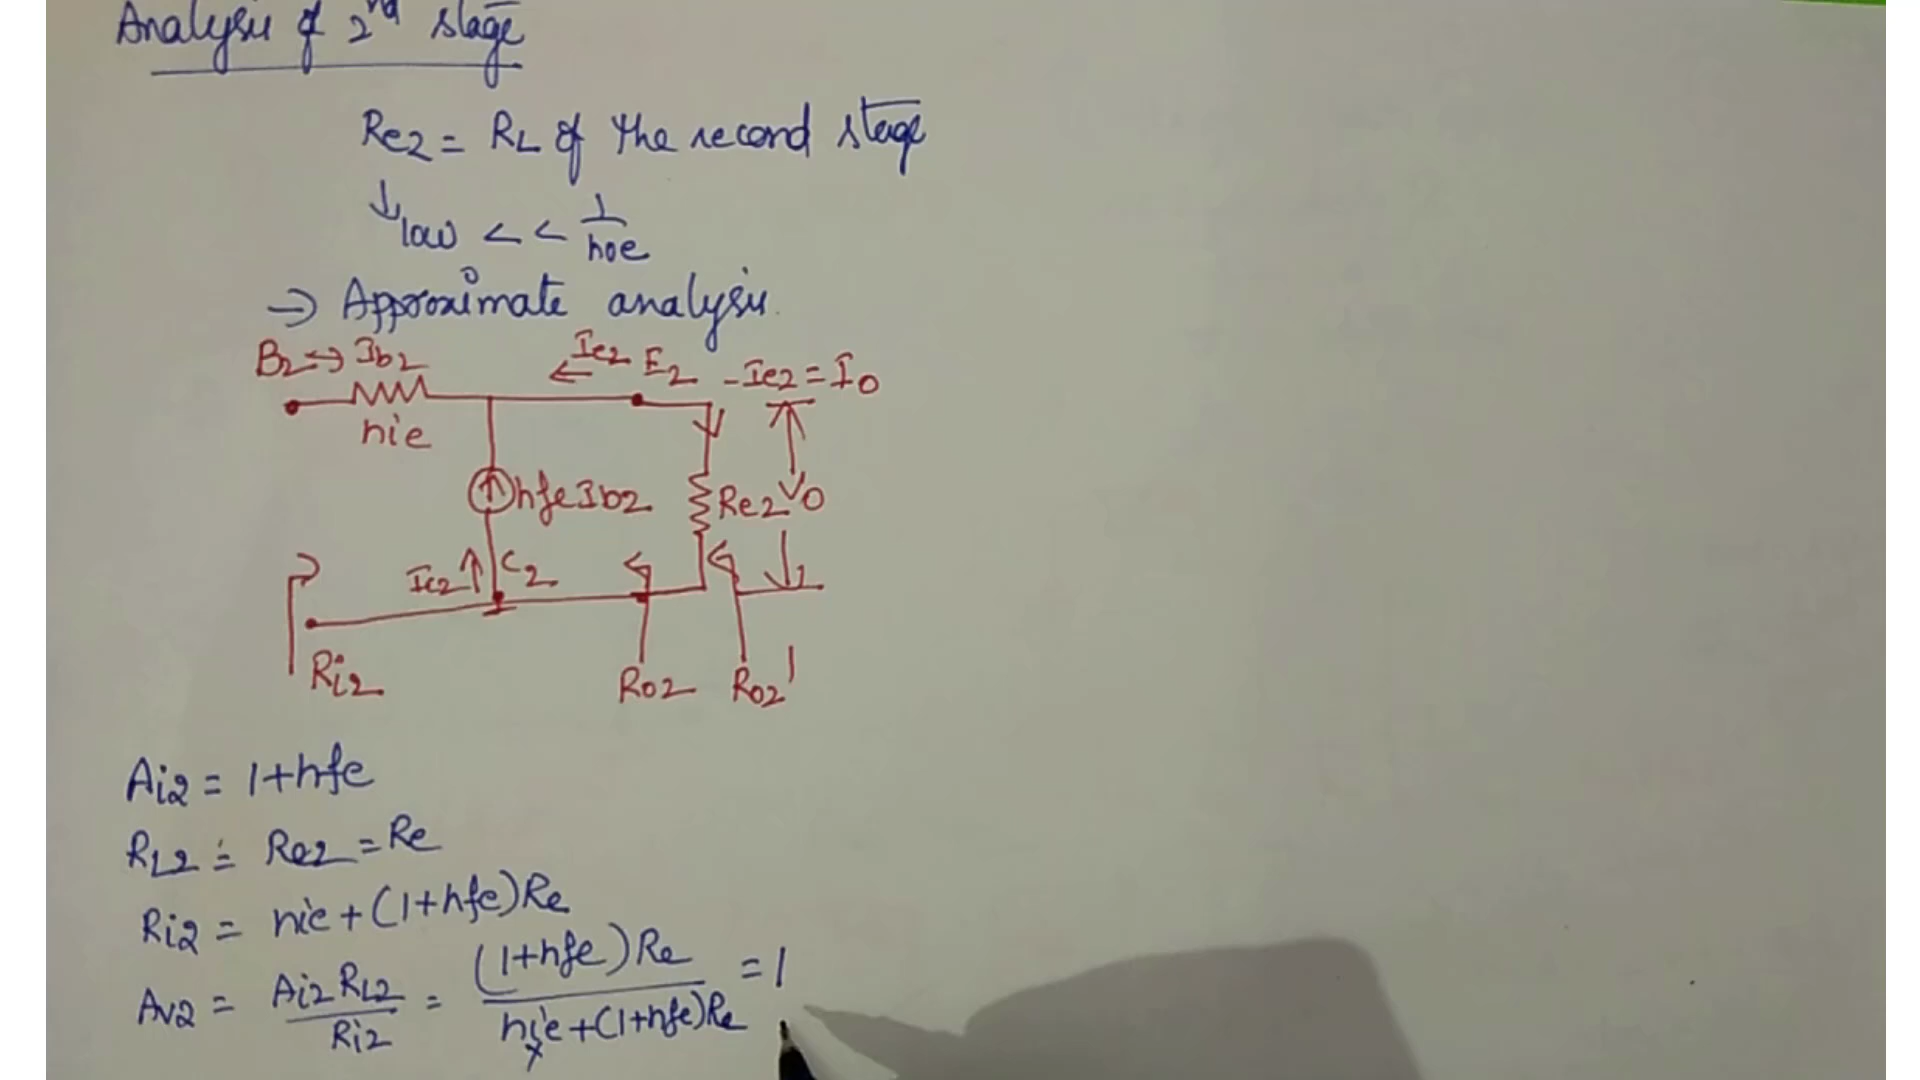 Analysis of 2nd stage
Re2 = RL of the second stage
↓ low << 1/hoe
→ Approximate analysis.
B2 → Ib2
Ie2 E2
-Ie2 = Io
hie
hfeIb2
Re2 Vo
Ic2 ↑ C2
Ri2
Ro2 Ro2'
Ai2 = 1+hfe
RL2 = Re2 = Re
Ri2 = hie+(1+hfe)Re
Av2 = Ai2 RL2 / Ri2 = (1+hfe)Re / hie+(1+hfe)Re = 1